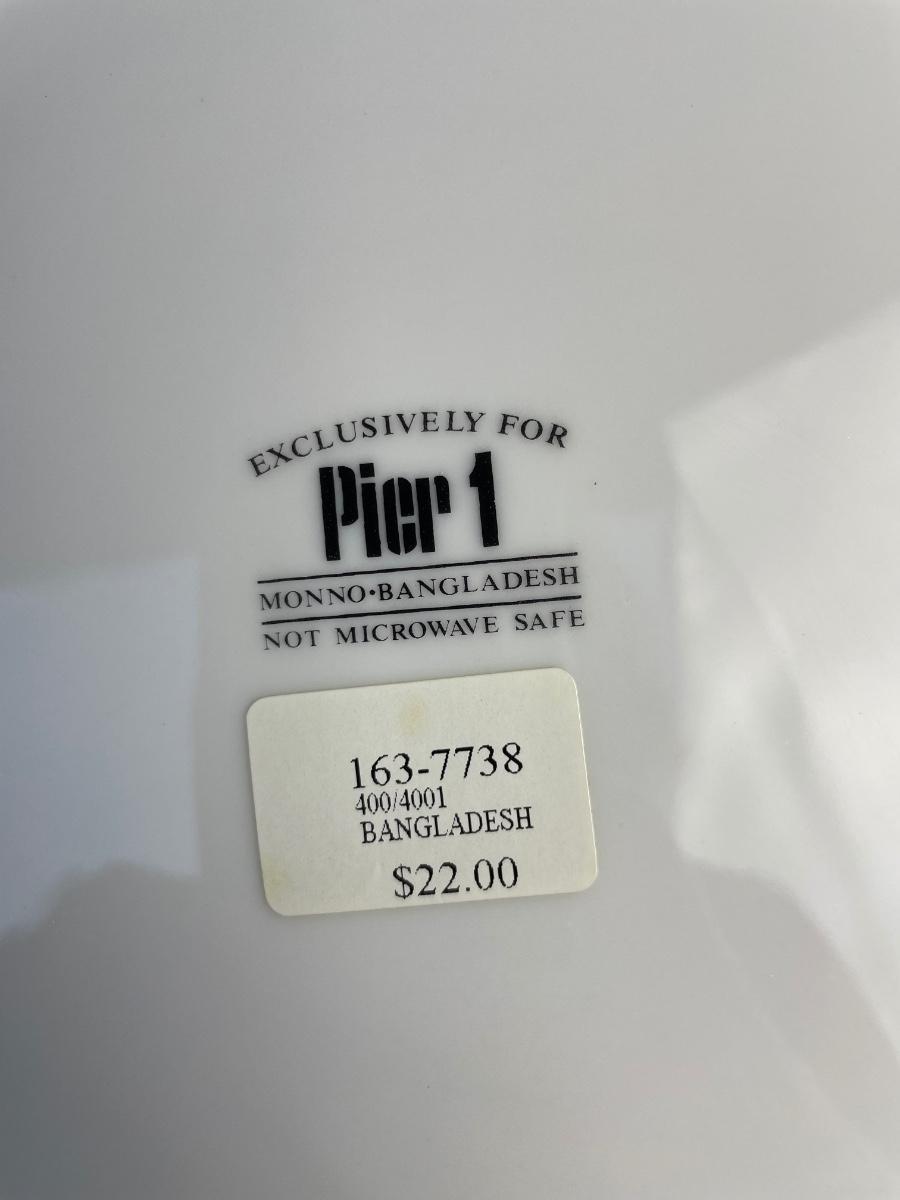 EXCLUSIVELY FOR
Pier 1
MONNO•BANGLADESH
NOT MICROWAVE SAFE
163-7738
400/4001
BANGLADESH
$22.00